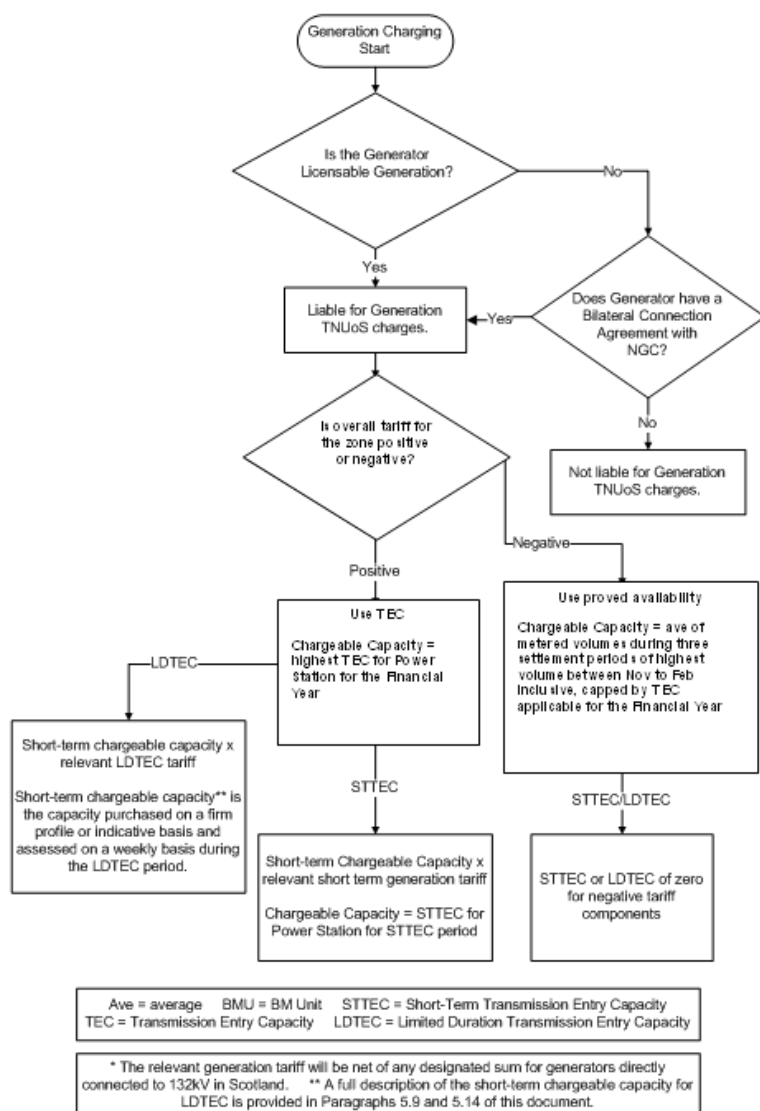 Generation Charging
Start
Is the Generator
Licensable Generation?
No
Yes
Does Generator have a
Bilateral Connection
Agreement with
NGC?
Liable for Generation
TNUoS charges.
Yes
No
Is overall tariff for
the zone positive
or negative?
Not liable for Generation
TNUoS charges.
Negative
Positive
Use TEC
Chargeable Capacity =
highest TEC for Power
Station for the Financial
Year
Use proved availability
Chargeable Capacity = ave of
metered volumes during three
settlement periods of highest
volume between Nov to Feb
inclusive, capped by TEC
applicable for the Financial Year
LDTEC
Short-term chargeable capacity x
relevant LDTEC tariff
Short-term chargeable capacity** is
the capacity purchased on a firm
profile or indicative basis and
assessed on a weekly basis during
the LDTEC period.
STTEC
STTEC/LDTEC
Short-term Chargeable Capacity x
relevant short term generation tariff
Chargeable Capacity = STTEC for
Power Station for STTEC period
STTEC or LDTEC of zero
for negative tariff
components
Ave = average BMU = BM Unit STTEC = Short-Term Transmission Entry Capacity
TEC = Transmission Entry Capacity LDTEC = Limited Duration Transmission Entry Capacity
* The relevant generation tariff will be net of any designated sum for generators directly
connected to 132kV in Scotland. ** A full description of the short-term chargeable capacity for
LDTEC is provided in Paragraphs 5.9 and 5.14 of this document.